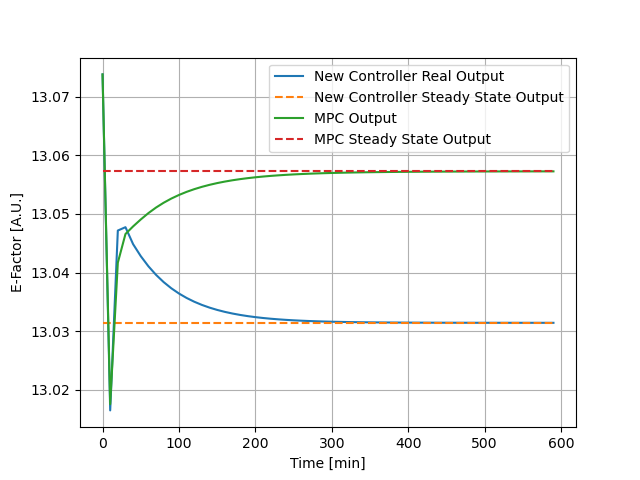 New Controller Real Output
New Controller Steady State Output
MPC Output
MPC Steady State Output
13.07
13.06
13.05
13.04
13.03
13.02
E-Factor [A.U.]
0 100 200 300 400 500 600
Time [min]